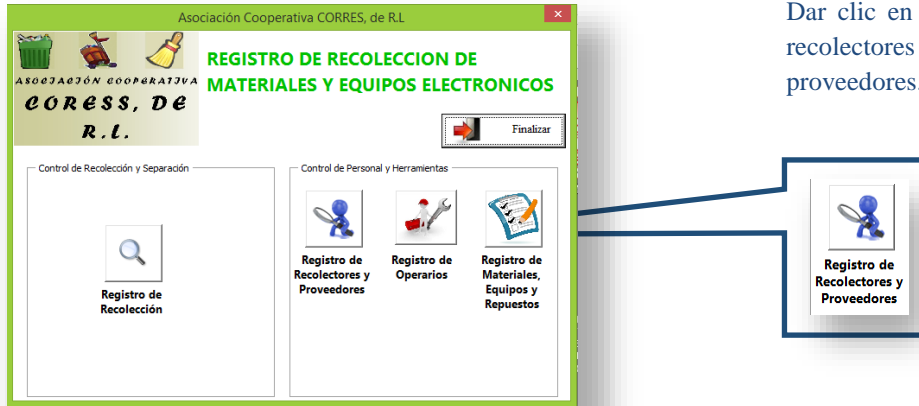 Asociación Cooperativa CORRES, de R.L
ASOCIACIÓN COOPERATIVA
CORESS, DE
R.L.
REGISTRO DE RECOLECCION DE
MATERIALES Y EQUIPOS ELECTRONICOS
Finalizar
Control de Recolección y Separación
Registro de
Recolección
Control de Personal y Herramientas
Registro de
Recolectores y
Proveedores
Registro de
Operarios
Registro de
Materiales,
Equipos y
Repuestos
Dar clic en
recolectores
proveedores.
Registro de
Recolectores y
Proveedores